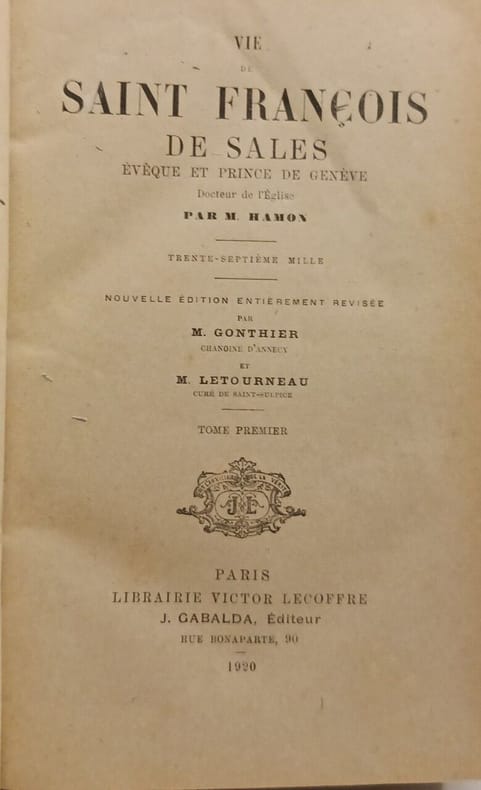 VIE
DE
SAINT FRANÇOIS
DE SALES
ÉVÊQUE ET PRINCE DE GENÈVE
Docteur de l'Église
PAR M. HAMON
TRENTE-SEPTIÈME MILLE
NOUVELLE ÉDITION ENTIÈREMENT REVISÉE
PAR
M. GONTHIER
CHANOINE D'ANNECY
ET
M. LETOURNEAU
CURÉ DE SAINT-SULPICE
TOME PREMIER
JL
PARIS
LIBRAIRIE VICTOR LECOFFRE
J. GABALDA, Éditeur
RUE BONAPARTE, 90
1920